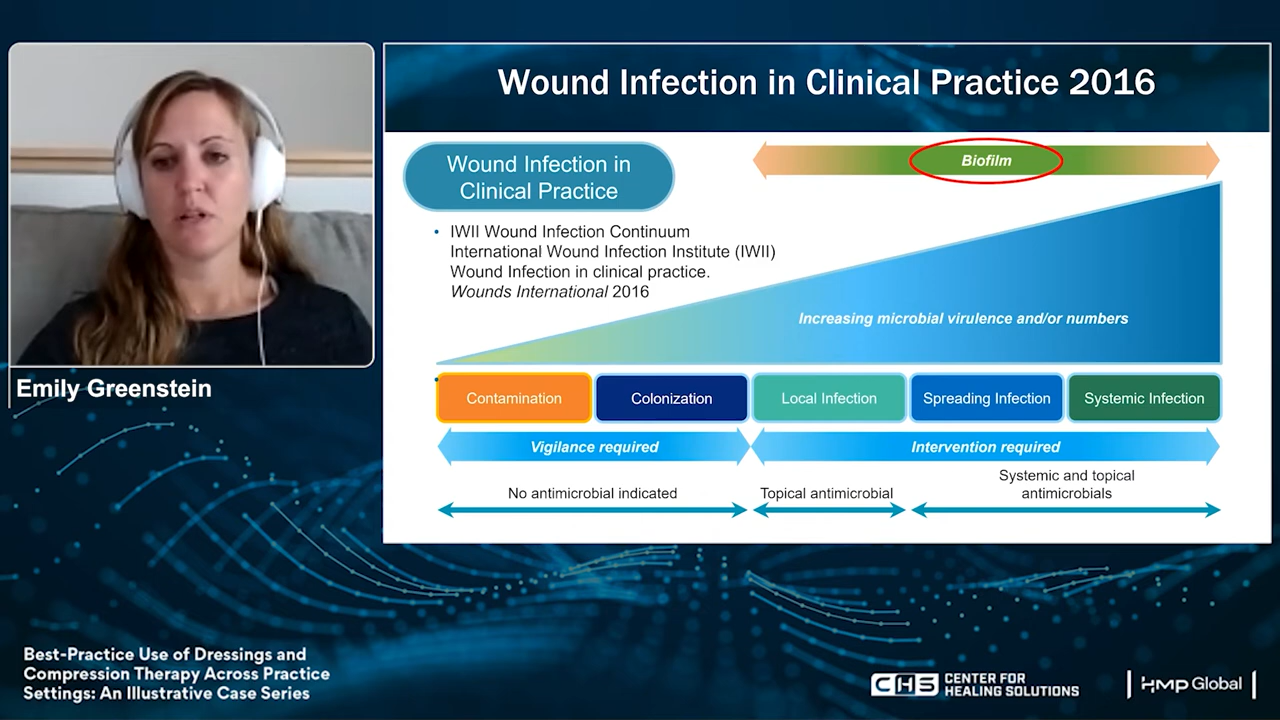 Wound Infection in Clinical Practice 2016
Wound Infection in
Clinical Practice
• IWII Wound Infection Continuum
International Wound Infection Institute (IWII)
Wound Infection in clinical practice.
Wounds International 2016
Biofilm
Increasing microbial virulence and/or numbers
Contamination
Colonization
Local Infection
Spreading Infection
Systemic Infection
Vigilance required
Intervention required
No antimicrobial indicated
Topical antimicrobial
Systemic and topical
antimicrobials
Emily Greenstein
Best-Practice Use of Dressings and
Compression Therapy Across Practice
Settings: An Illustrative Case Series
CHS CENTER FOR
HEALING SOLUTIONS
HMP Global